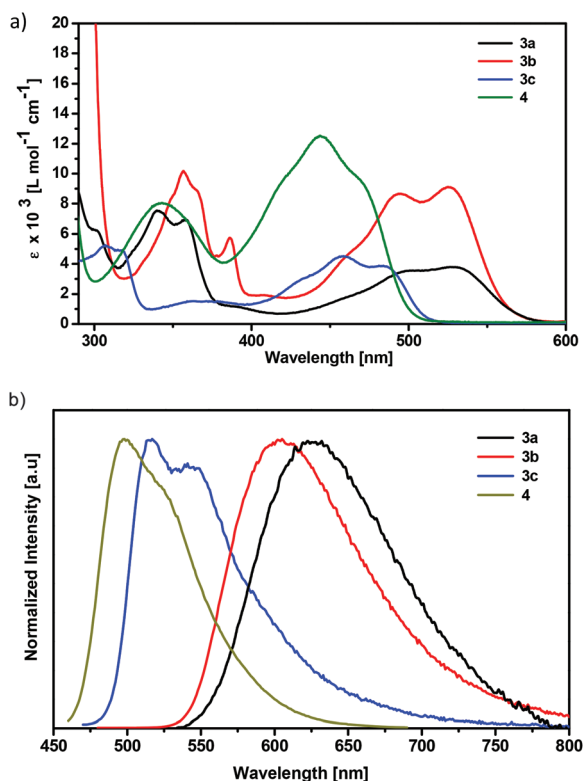 a)
ε x 10³ [L mol⁻¹ cm⁻¹]
20
18
16
14
12
10
8
6
4
2
0
3a
3b
3c
4
300 400 500 600
Wavelength [nm]
b)
Normalized Intensity [a.u]
3a
3b
3c
4
450 500 550 600 650 700 750 800
Wavelength [nm]